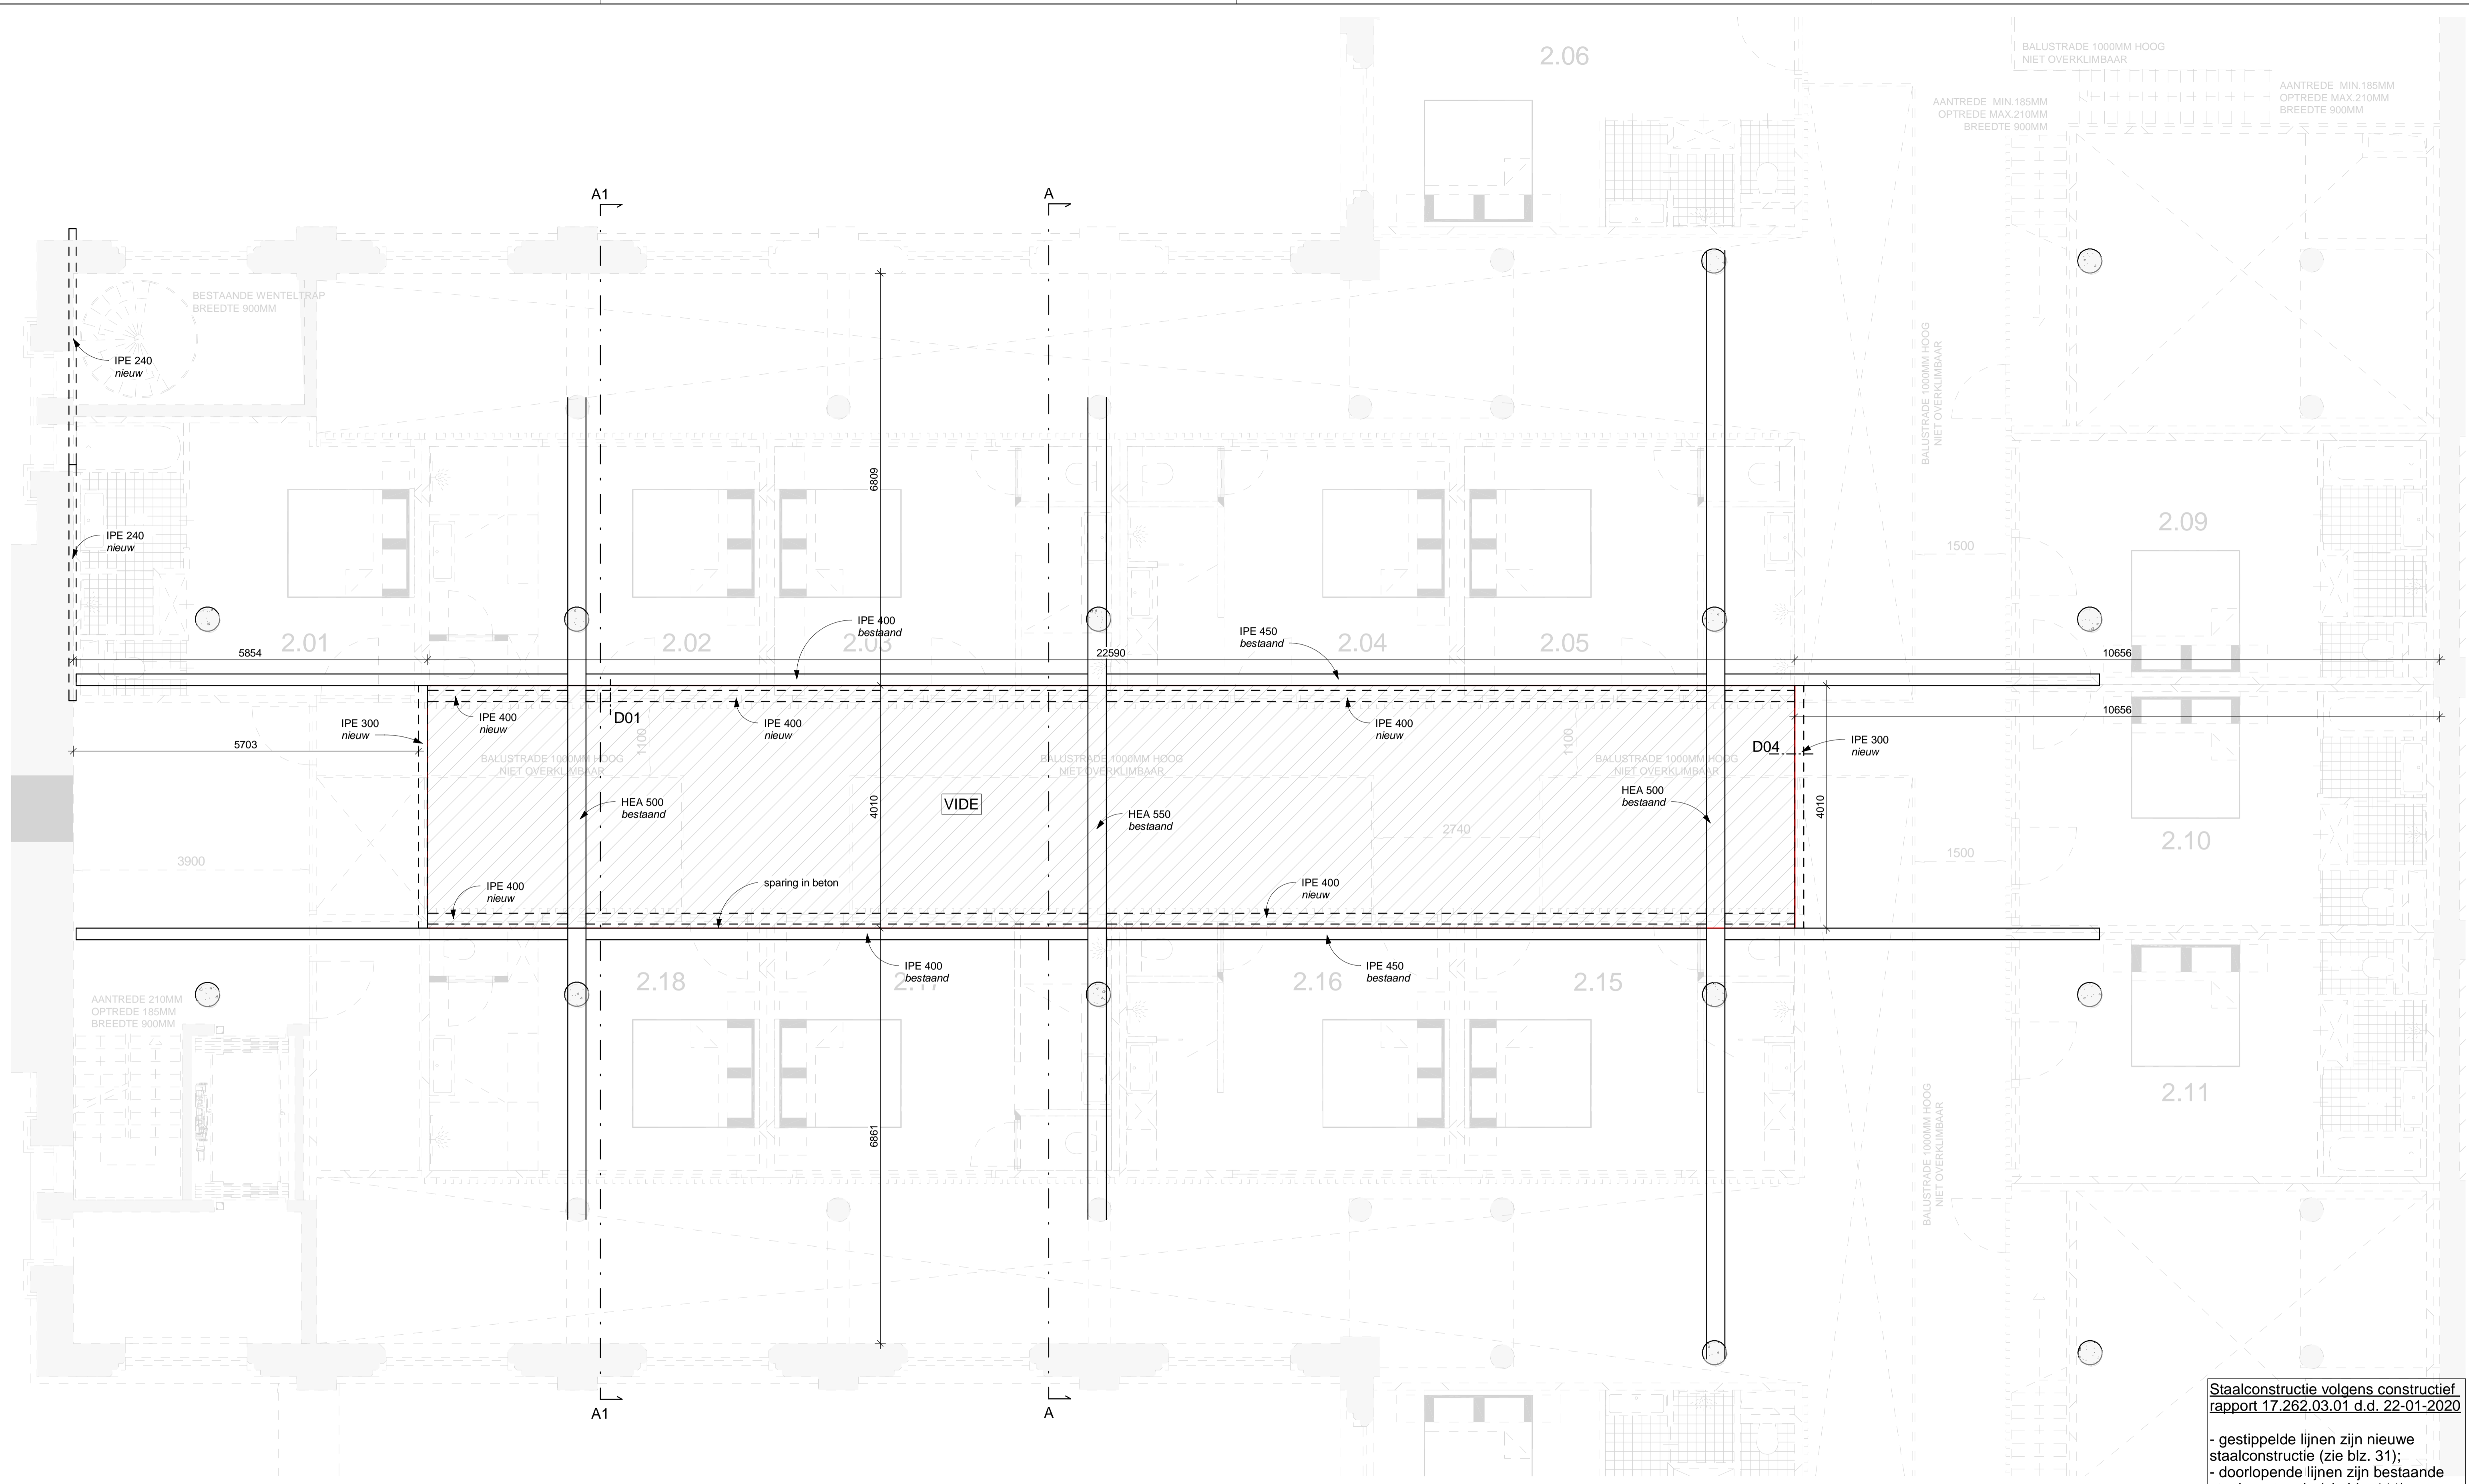 2.06
BALUSTRADE 1000MM HOOG
NIET OVERKLIMBAAR
AANTREDE MIN.185MM
OPTREDE MAX.210MM
BREEDTE 900MM
AANTREDE MIN.185MM
OPTREDE MAX.210MM
BREEDTE 900MM
A1
A
BESTAANDE WENTELTRAP
BREEDTE 900MM
IPE 240
nieuw
BALUSTRADE 1000MM HOOG
NIET OVERKLIMBAAR
6809
IPE 240
nieuw
2.09
1500
IPE 400
bestaand
IPE 450
bestaand
2.01
2.02
2.03
2.04
2.05
5854
22590
10656
IPE 300
nieuw
IPE 400
nieuw
D01
IPE 400
nieuw
IPE 400
nieuw
10656
5703
1100
1100
D04
IPE 300
nieuw
BALUSTRADE 1000MM HOOG
NIET OVERKLIMBAAR
BALUSTRADE 1000MM HOOG
NIET OVERKLIMBAAR
BALUSTRADE 1000MM HOOG
NIET OVERKLIMBAAR
HEA 500
bestaand
4010
VIDE
HEA 550
bestaand
HEA 500
bestaand
4010
2740
2.10
3900
1500
IPE 400
nieuw
sparing in beton
IPE 400
nieuw
IPE 400
bestaand
IPE 450
bestaand
2.18
2.17
2.16
2.15
AANTREDE 210MM
OPTREDE 185MM
BREEDTE 900MM
2.11
6861
BALUSTRADE 1000MM HOOG
NIET OVERKLIMBAAR
A1
A
Staalconstructie volgens constructief
rapport 17.262.03.01 d.d. 22-01-2020
- gestippelde lijnen zijn nieuwe
staalconstructie (zie blz. 31);
- doorlopende lijnen zijn bestaande